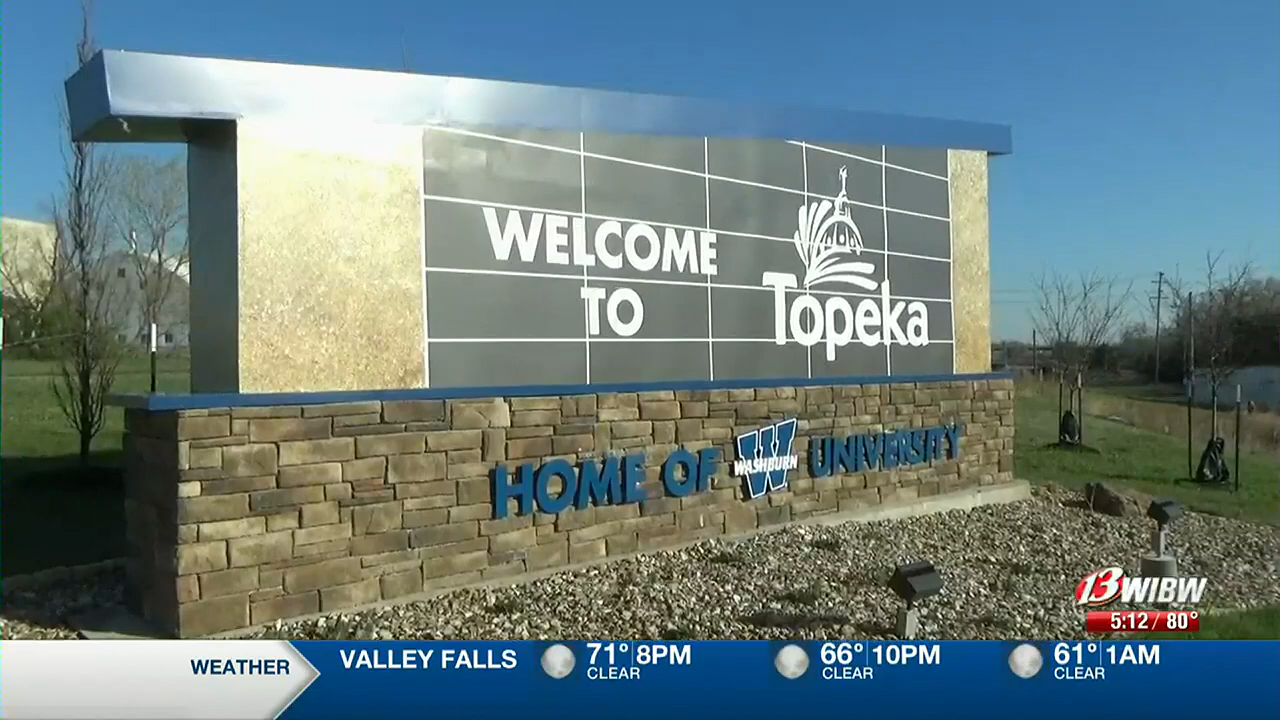 WELCOME
TO
Topeka
HOME OF W WASHBURN UNIVERSITY
13 WIBW
5:12 / 80°
WEATHER
VALLEY FALLS
71° 8PM
CLEAR
66° 10PM
CLEAR
61° 1AM
CLEAR